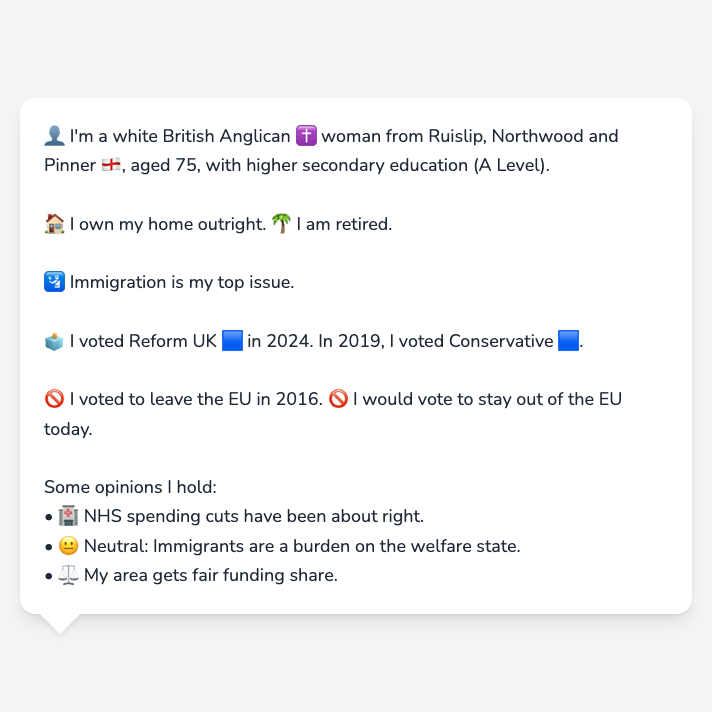 👤 I'm a white British Anglican ✝️ woman from Ruislip, Northwood and
Pinner 🏴󠁧󠁢󠁥󠁮󠁧󠁿, aged 75, with higher secondary education (A Level).
🏠 I own my home outright. 🌴 I am retired.
🛂 Immigration is my top issue.
🗳️ I voted Reform UK 🟦 in 2024. In 2019, I voted Conservative 🟦.
🚫 I voted to leave the EU in 2016. 🚫 I would vote to stay out of the EU
today.
Some opinions I hold:
• 🏥 NHS spending cuts have been about right.
• 😐 Neutral: Immigrants are a burden on the welfare state.
• ⚖️ My area gets fair funding share.